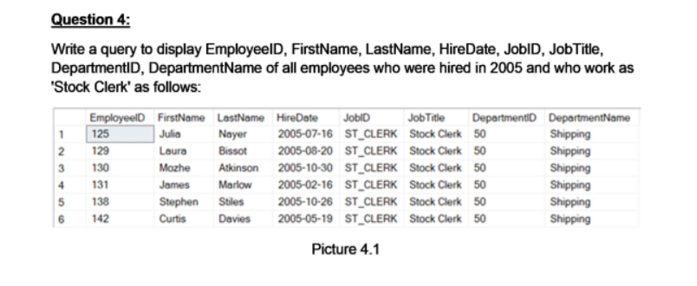 Question 4:
Write a query to display EmployeeID, FirstName, LastName, HireDate, JobID, JobTitle,
DepartmentID, DepartmentName of all employees who were hired in 2005 and who work as
'Stock Clerk' as follows:
EmployeeID FirstName LastName HireDate JobID JobTitle DepartmentID DepartmentName
1 125 Julia Nayer 2005-07-16 ST_CLERK Stock Clerk 50 Shipping
2 129 Laura Bissot 2005-08-20 ST_CLERK Stock Clerk 50 Shipping
3 130 Mozhe Atkinson 2005-10-30 ST_CLERK Stock Clerk 50 Shipping
4 131 James Marlow 2005-02-16 ST_CLERK Stock Clerk 50 Shipping
5 138 Stephen Stiles 2005-10-26 ST_CLERK Stock Clerk 50 Shipping
6 142 Curtis Davies 2005-05-19 ST_CLERK Stock Clerk 50 Shipping
Picture 4.1